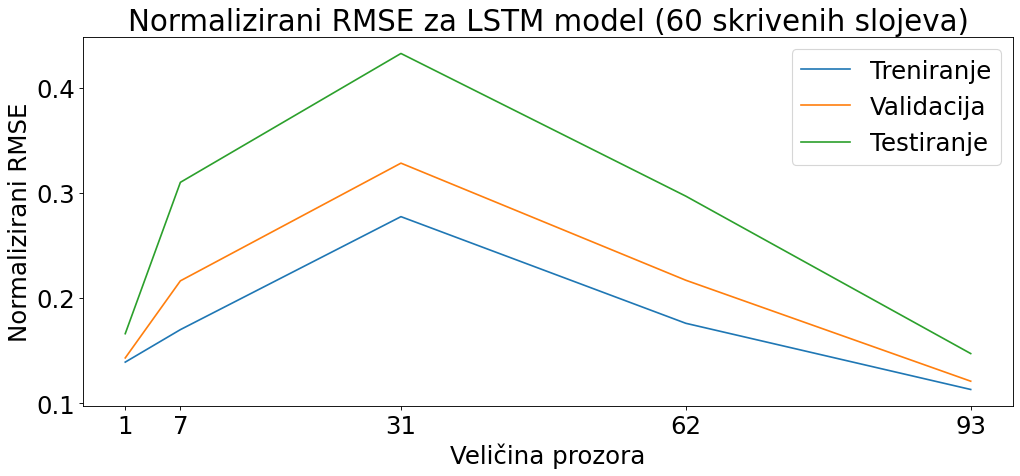 Normalizirani RMSE za LSTM model (60 skrivenih slojeva)
Normalizirani RMSE
0.4
0.3
0.2
0.1
Treniranje
Validacija
Testiranje
1 7 31 62 93
Veličina prozora